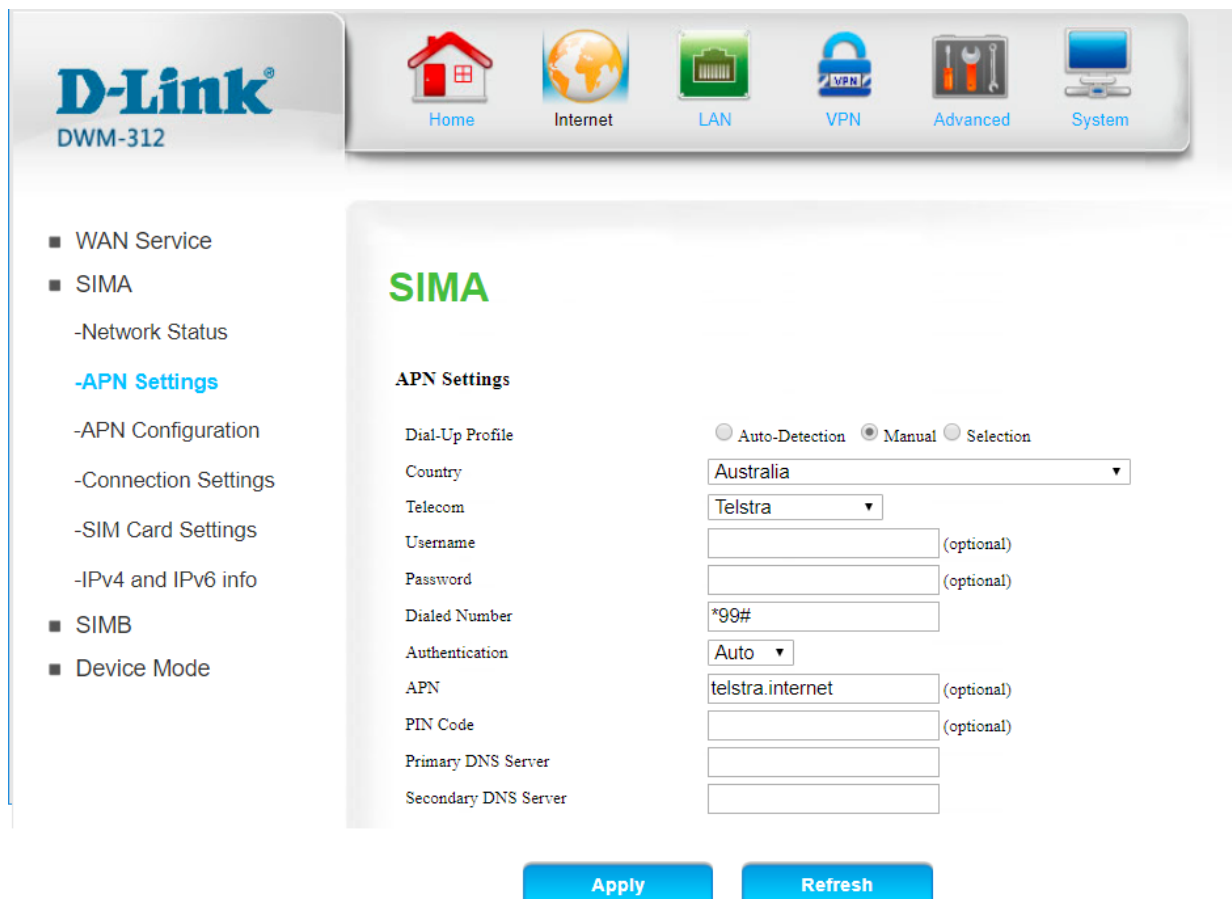 D-Link®
DWM-312
Home Internet LAN VPN Advanced System
VPN
■ WAN Service
■ SIMA
-Network Status
-APN Settings
-APN Configuration
-Connection Settings
-SIM Card Settings
-IPv4 and IPv6 info
■ SIMB
■ Device Mode
SIMA
APN Settings
Dial-Up Profile Auto-Detection Manual Selection
Country Australia
Telecom Telstra
Username (optional)
Password (optional)
Dialed Number *99#
Authentication Auto
APN telstra.internet (optional)
PIN Code (optional)
Primary DNS Server
Secondary DNS Server
Apply Refresh